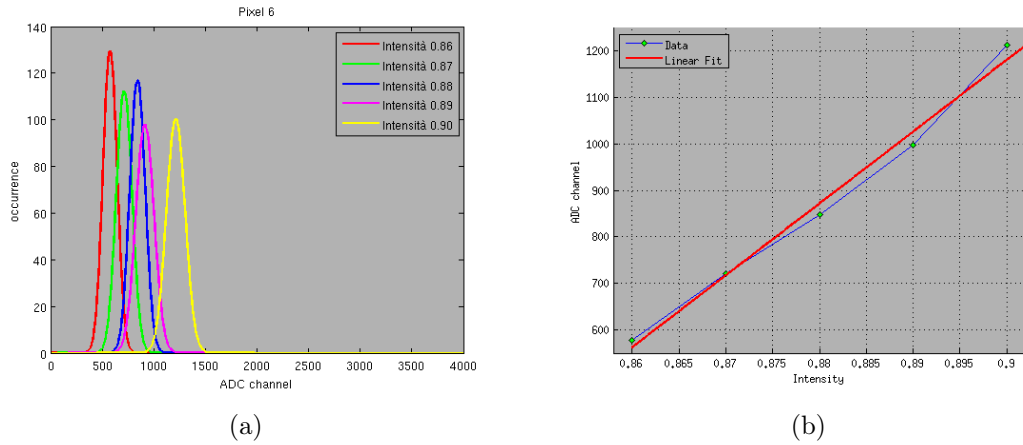 Pixel 6
140
120
100
80
60
40
20
0
occurrence
Intensità 0.86
Intensità 0.87
Intensità 0.88
Intensità 0.89
Intensità 0.90
0 500 1000 1500 2000 2500 3000 3500 4000
ADC channel
(a)
1200
1100
1000
900
800
700
600
ADC channel
Data
Linear Fit
0.86 0.865 0.87 0.875 0.88 0.885 0.89 0.895 0.9
Intensity
(b)